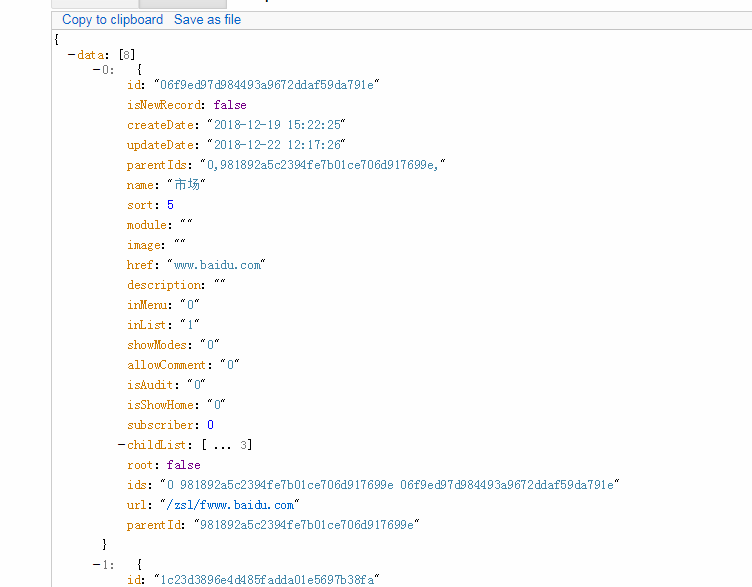 Copy to clipboard Save as file
{
−data: [8]
−0: {
id: "06f9ed97d984493a9672ddaf59da791e"
isNewRecord: false
createDate: "2018-12-19 15:22:25"
updateDate: "2018-12-22 12:17:26"
parentIds: "0,981892a5c2394fe7b01ce706d917699e,"
name: "市场"
sort: 5
module: ""
image: ""
href: "www.baidu.com"
description: ""
inMenu: "0"
inList: "1"
showModes: "0"
allowComment: "0"
isAudit: "0"
isShowHome: "0"
subscriber: 0
−childList: [ ... 3]
root: false
ids: "0 981892a5c2394fe7b01ce706d917699e 06f9ed97d984493a9672ddaf59da791e"
url: "/zsl/fwww.baidu.com"
parentId: "981892a5c2394fe7b01ce706d917699e"
}
−1: {
id: "1c23d3896e4d485fadda01e5697b38fa"